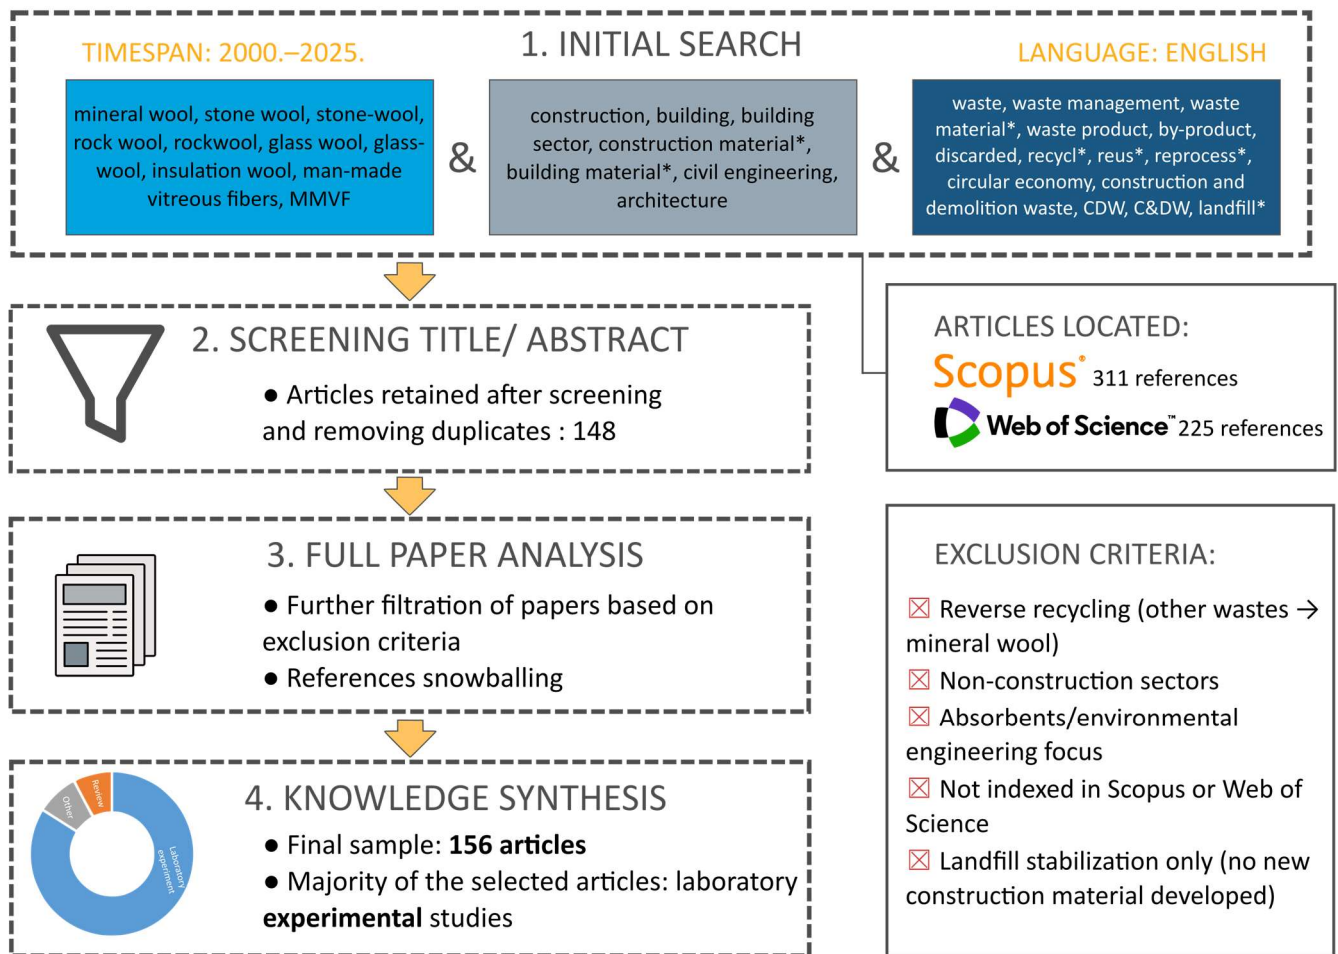 1. INITIAL SEARCH
TIMESPAN: 2000.–2025.
LANGUAGE: ENGLISH
mineral wool, stone wool, stone-wool,
rock wool, rockwool, glass wool, glass-
wool, insulation wool, man-made
vitreous fibers, MMVF
&
construction, building, building
sector, construction material*,
building material*, civil engineering,
architecture
&
waste, waste management, waste
material*, waste product, by-product,
discarded, recycl*, reus*, reprocess*,
circular economy, construction and
demolition waste, CDW, C&DW, landfill*
ARTICLES LOCATED:
Scopus® 311 references
Web of Science™ 225 references
2. SCREENING TITLE/ ABSTRACT
● Articles retained after screening
and removing duplicates : 148
3. FULL PAPER ANALYSIS
● Further filtration of papers based on
exclusion criteria
● References snowballing
EXCLUSION CRITERIA:
☒ Reverse recycling (other wastes →
mineral wool)
☒ Non-construction sectors
☒ Absorbents/environmental
engineering focus
☒ Not indexed in Scopus or Web of
Science
☒ Landfill stabilization only (no new
construction material developed)
4. KNOWLEDGE SYNTHESIS
● Final sample: 156 articles
● Majority of the selected articles: laboratory
experimental studies
Review
Other
Laboratory
experiment